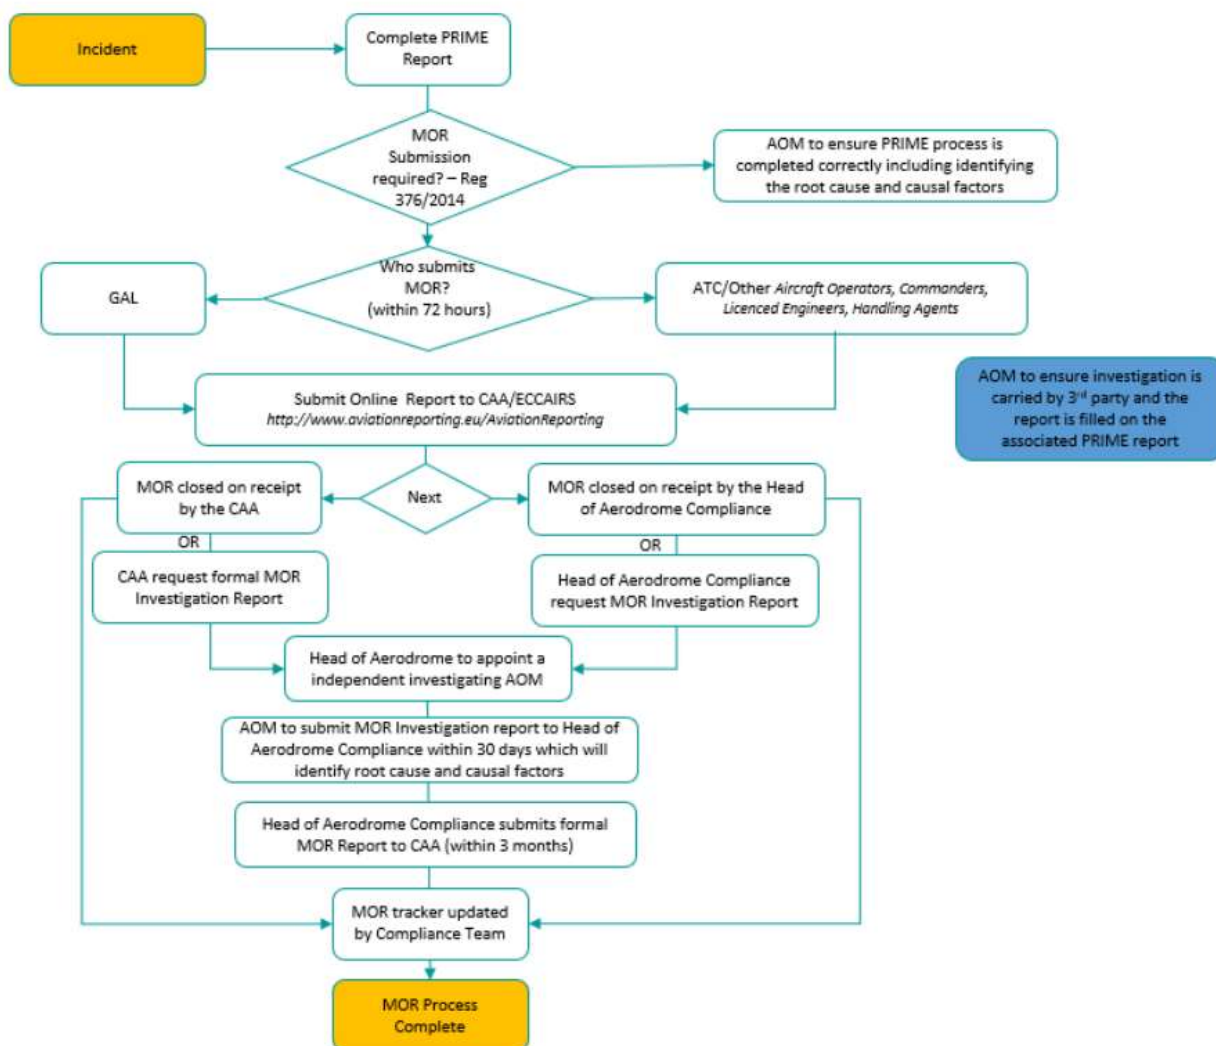 Incident
Complete PRIME
Report
MOR
Submission
required? – Reg
376/2014
AOM to ensure PRIME process is
completed correctly including identifying
the root cause and causal factors
Who submits
MOR?
(within 72 hours)
GAL
ATC/Other Aircraft Operators, Commanders,
Licenced Engineers, Handling Agents
AOM to ensure investigation is
carried by 3rd party and the
report is filled on the
associated PRIME report
Submit Online Report to CAA/ECCAIRS
http://www.aviationreporting.eu/AviationReporting
MOR closed on receipt
by the CAA
Next
MOR closed on receipt by the Head
of Aerodrome Compliance
OR
OR
CAA request formal MOR
Investigation Report
Head of Aerodrome Compliance
request MOR Investigation Report
Head of Aerodrome to appoint a
independent investigating AOM
AOM to submit MOR Investigation report to Head of
Aerodrome Compliance within 30 days which will
identify root cause and causal factors
Head of Aerodrome Compliance submits formal
MOR Report to CAA (within 3 months)
MOR tracker updated
by Compliance Team
MOR Process
Complete